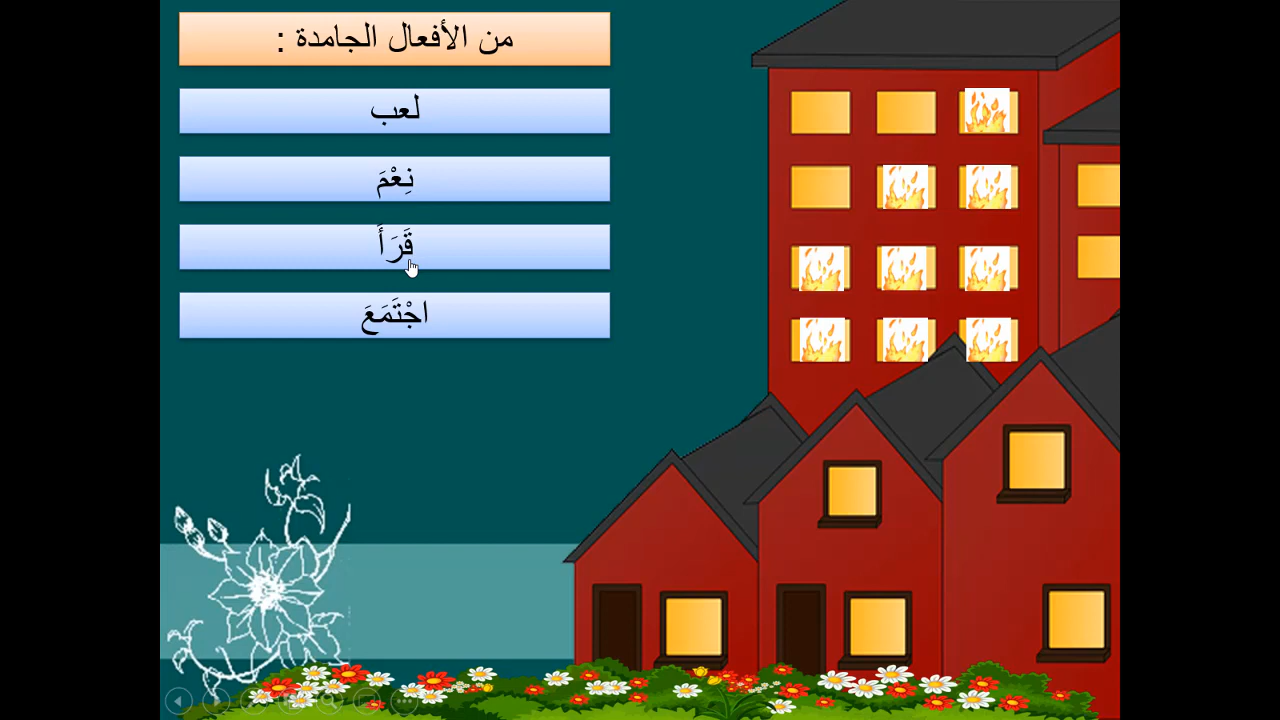 من الأفعال الجامدة :
لعب
نِعْمَ
قَرَأَ
اجْتَمَعَ